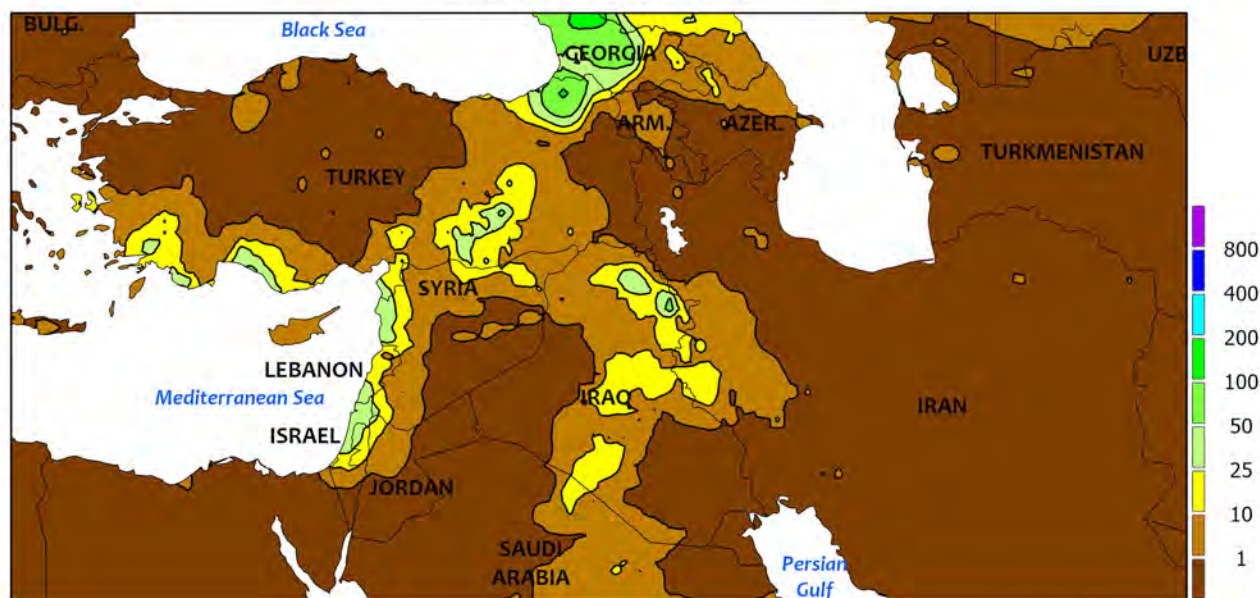 BULG.
Black Sea
GEORGIA
UZB
ARM.
AZER.
TURKMENISTAN
TURKEY
SYRIA
LEBANON
Mediterranean Sea
IRAQ
IRAN
ISRAEL
JORDAN
SAUDI
ARABIA
Persian
Gulf
800
400
200
100
50
25
10
1